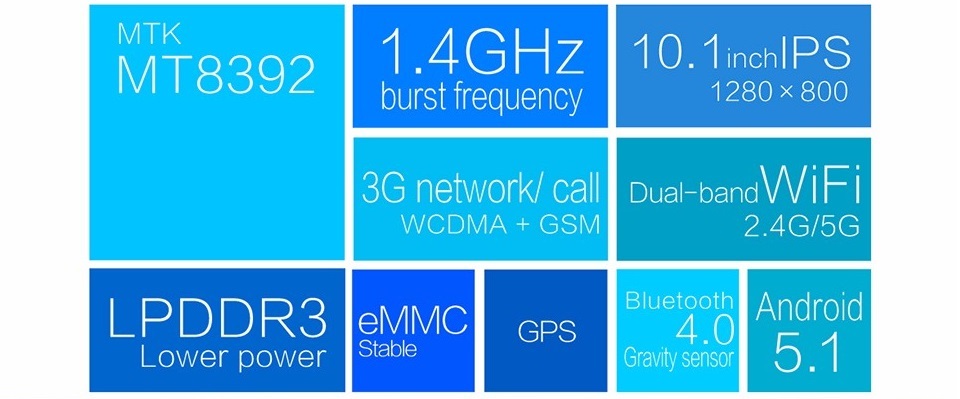 MTK
MT8392
1.4GHz
burst frequency
10.1inchIPS
1280×800
3G network/ call
WCDMA + GSM
Dual-bandWiFi
2.4G/5G
LPDDR3
Lower power
eMMC
Stable
GPS
Bluetooth
4.0
Gravity sensor
Android
5.1